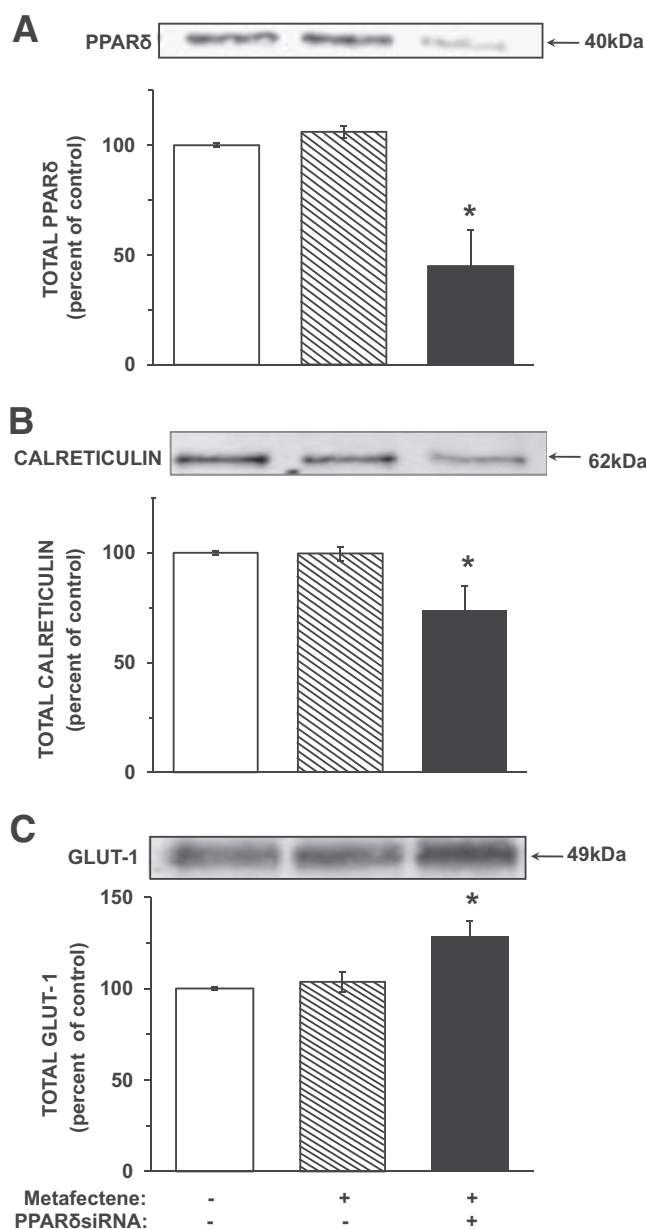 A
PPARδ
40kDa
TOTAL PPARδ
(percent of control)
100
50
0
*
B
CALRETICULIN
62kDa
TOTAL CALRETICULIN
(percent of control)
100
50
0
*
C
GLUT-1
49kDa
TOTAL GLUT-1
(percent of control)
150
100
50
0
*
Metafectene: - + +
PPARδsiRNA: - - +